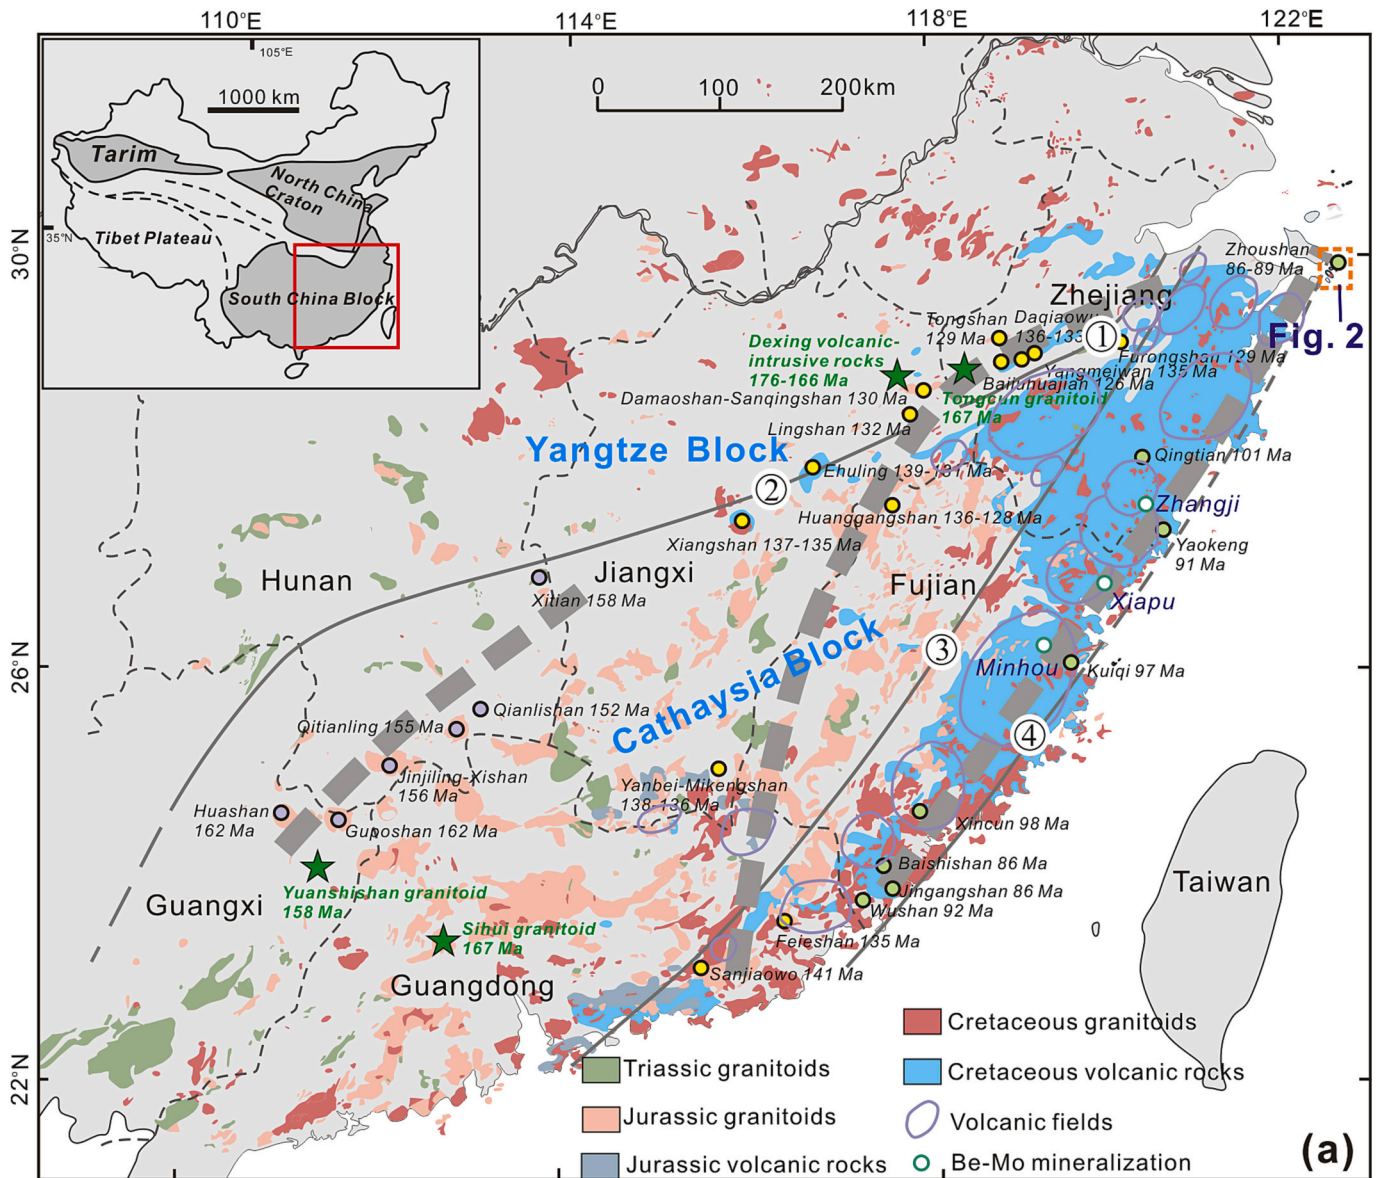 110°E
114°E
118°E
122°E
105°E
1000 km
0
100
200km
Tarim
North China
Craton
35°N
Tibet Plateau
South China Block
30°N
26°N
22°N
Zhoushan
86-89 Ma
Fig. 2
Zhejiang
Tongshan
129 Ma
Daqiaowu
136-133
①
Furongshan 129 Ma
Yangmeiwan 135 Ma
Bailuhuajian 126 Ma
Dexing volcanic-
intrusive rocks
176-166 Ma
Tongcun granitoid
167 Ma
Damaoshan-Sanqingshan 130 Ma
Lingshan 132 Ma
Yangtze Block
②
Ehuling 139-131 Ma
Qingtian 101 Ma
Huanggangshan 136-128 Ma
Zhangji
Xiangshan 137-135 Ma
Yaokeng
91 Ma
Hunan
Jiangxi
Fujian
Xitian 158 Ma
Xiapu
Cathaysia Block
③
Minhou
Kuiqi 97 Ma
Qianlishan 152 Ma
Qitianling 155 Ma
④
Jinjiling-Xishan
156 Ma
Yanbei-Mikengshan
138-136 Ma
Huashan
162 Ma
Guposhan 162 Ma
Xincun 98 Ma
Baishishan 86 Ma
Jingangshan 86 Ma
Wushan 92 Ma
Taiwan
Yuanshishan granitoid
158 Ma
Guangxi
Sihui granitoid
167 Ma
Feieshan 135 Ma
Sanjiaowo 141 Ma
Guangdong
Cretaceous granitoids
Triassic granitoids
Cretaceous volcanic rocks
Jurassic granitoids
Volcanic fields
Jurassic volcanic rocks
Be-Mo mineralization
(a)